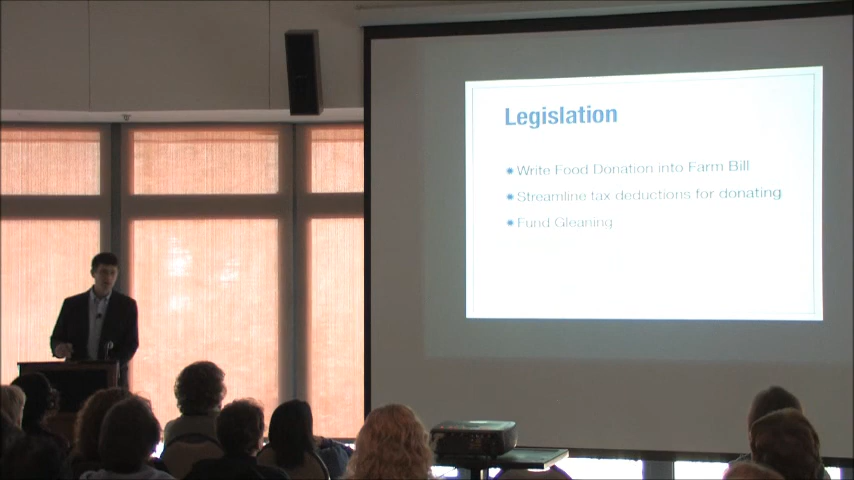 Legislation
Write Food Donation into Farm Bill
Streamline tax deductions for donating
Fund Gleaning